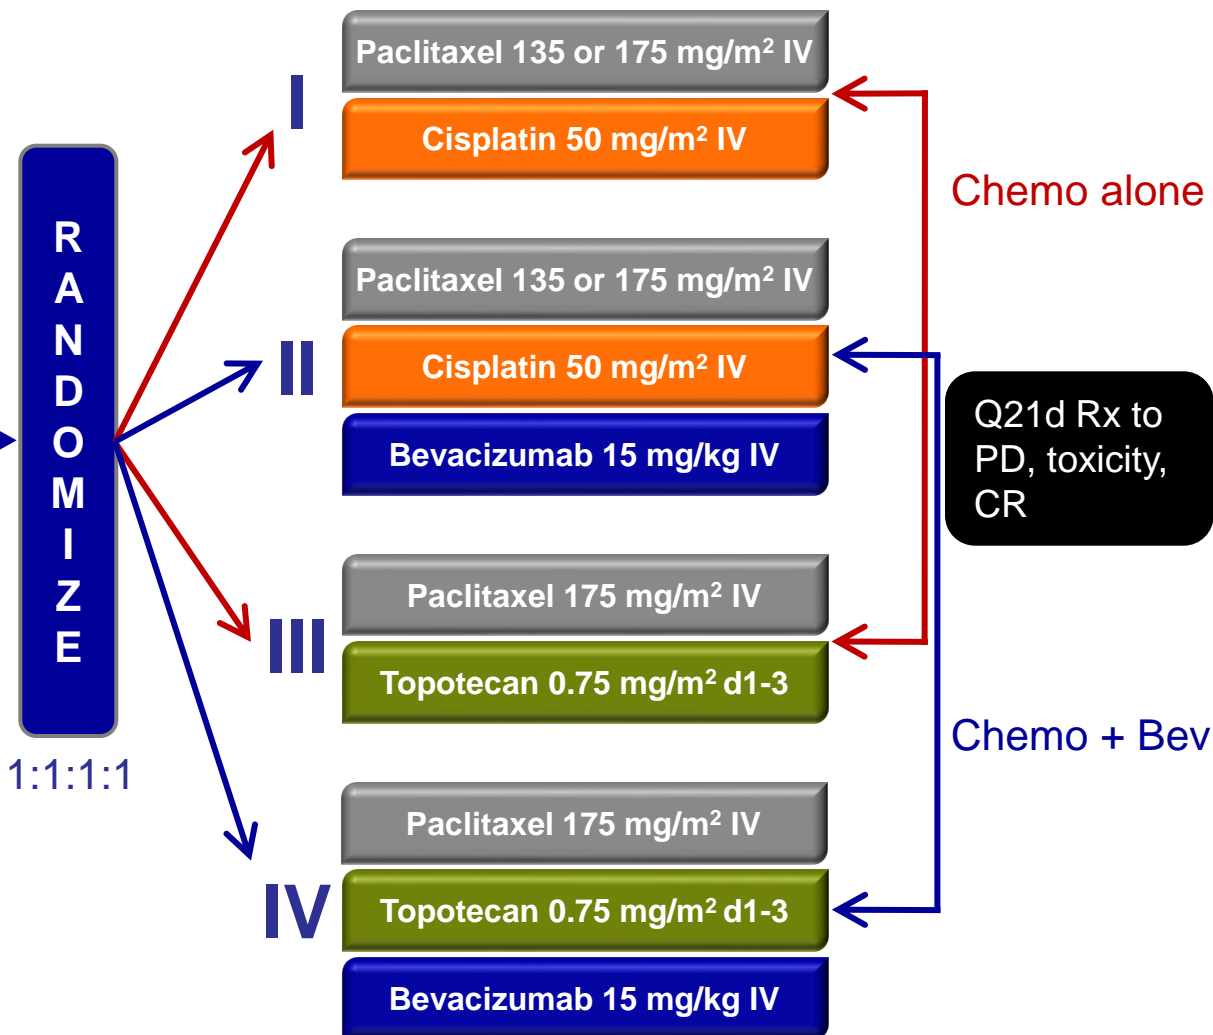 RANDOMIZE
1:1:1:1
I
Paclitaxel 135 or 175 mg/m² IV
Cisplatin 50 mg/m² IV
II
Paclitaxel 135 or 175 mg/m² IV
Cisplatin 50 mg/m² IV
Bevacizumab 15 mg/kg IV
III
Paclitaxel 175 mg/m² IV
Topotecan 0.75 mg/m² d1-3
IV
Paclitaxel 175 mg/m² IV
Topotecan 0.75 mg/m² d1-3
Bevacizumab 15 mg/kg IV
Chemo alone
Q21d Rx to
PD, toxicity,
CR
Chemo + Bev